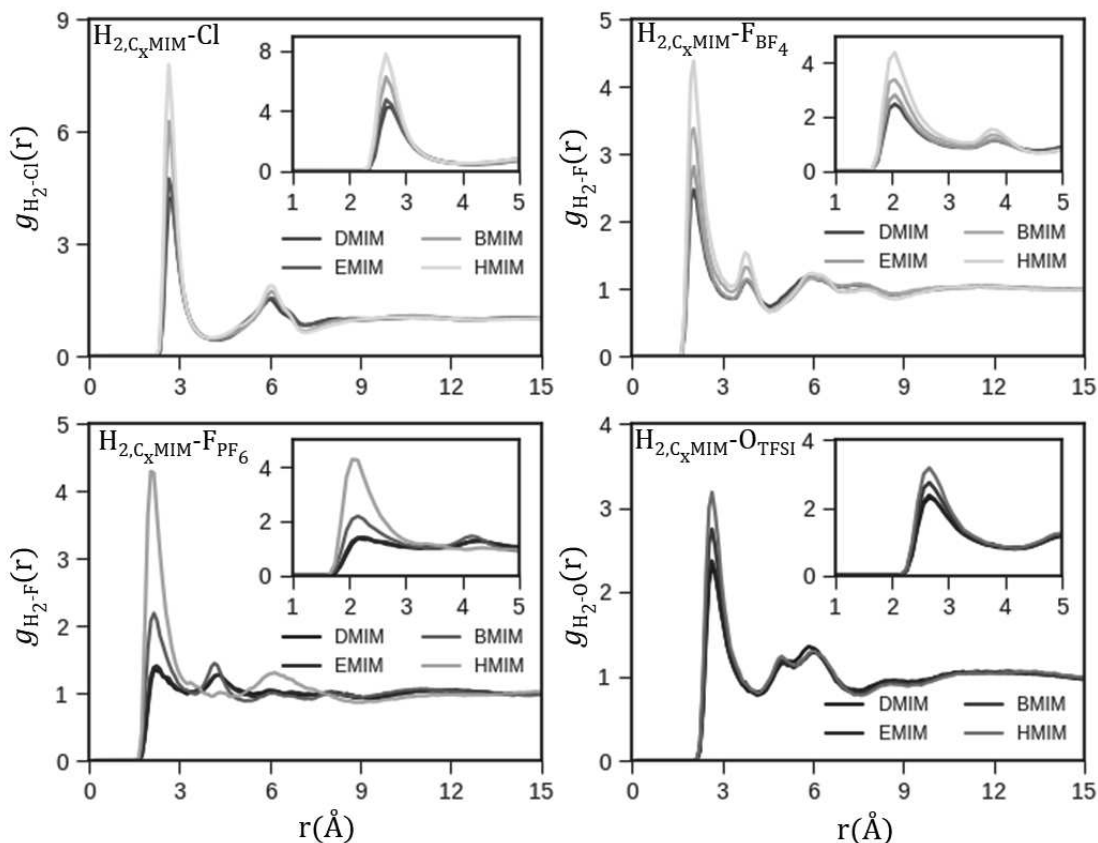 H2,CxMIM-Cl
gH2-Cl(r)
9
6
3
0
0 3 6 9 12 15
8
4
0
1 2 3 4 5
DMIM BMIM
EMIM HMIM
H2,CxMIM-FBF4
gH2-F(r)
5
4
3
2
1
0
0 3 6 9 12 15
4
2
0
1 2 3 4 5
DMIM BMIM
EMIM HMIM
H2,CxMIM-FPF6
gH2-F(r)
5
4
3
2
1
0
0 3 6 9 12 15
r(Å)
4
2
0
1 2 3 4 5
DMIM BMIM
EMIM HMIM
H2,CxMIM-OTFSI
gH2-O(r)
4
3
2
1
0
0 3 6 9 12 15
r(Å)
4
2
0
1 2 3 4 5
DMIM BMIM
EMIM HMIM